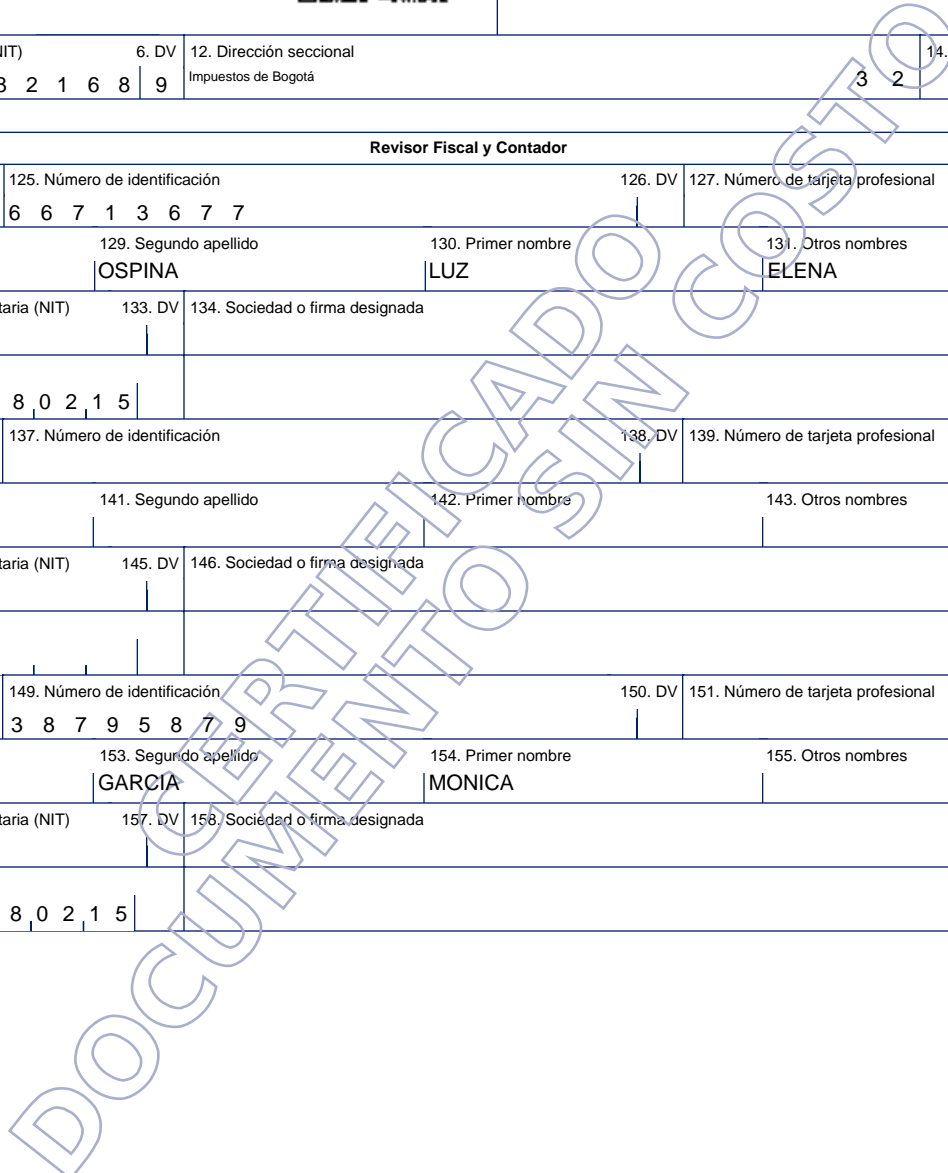 NIT) 6. DV 12. Dirección seccional 14.
3 2 1 6 8 9 Impuestos de Bogotá 3 2
Revisor Fiscal y Contador
125. Número de identificación 126. DV 127. Número de tarjeta profesional
6 6 7 1 3 6 7 7
129. Segundo apellido 130. Primer nombre 131. Otros nombres
OSPINA LUZ ELENA
taria (NIT) 133. DV 134. Sociedad o firma designada
8 0 2 1 5
137. Número de identificación 138. DV 139. Número de tarjeta profesional
141. Segundo apellido 142. Primer nombre 143. Otros nombres
taria (NIT) 145. DV 146. Sociedad o firma designada
149. Número de identificación 150. DV 151. Número de tarjeta profesional
3 8 7 9 5 8 7 9
153. Segundo apellido 154. Primer nombre 155. Otros nombres
GARCIA MONICA
taria (NIT) 157. DV 158. Sociedad o firma designada
8 0 2 1 5
CERTIFICADO
DOCUMENTO SIN COSTO